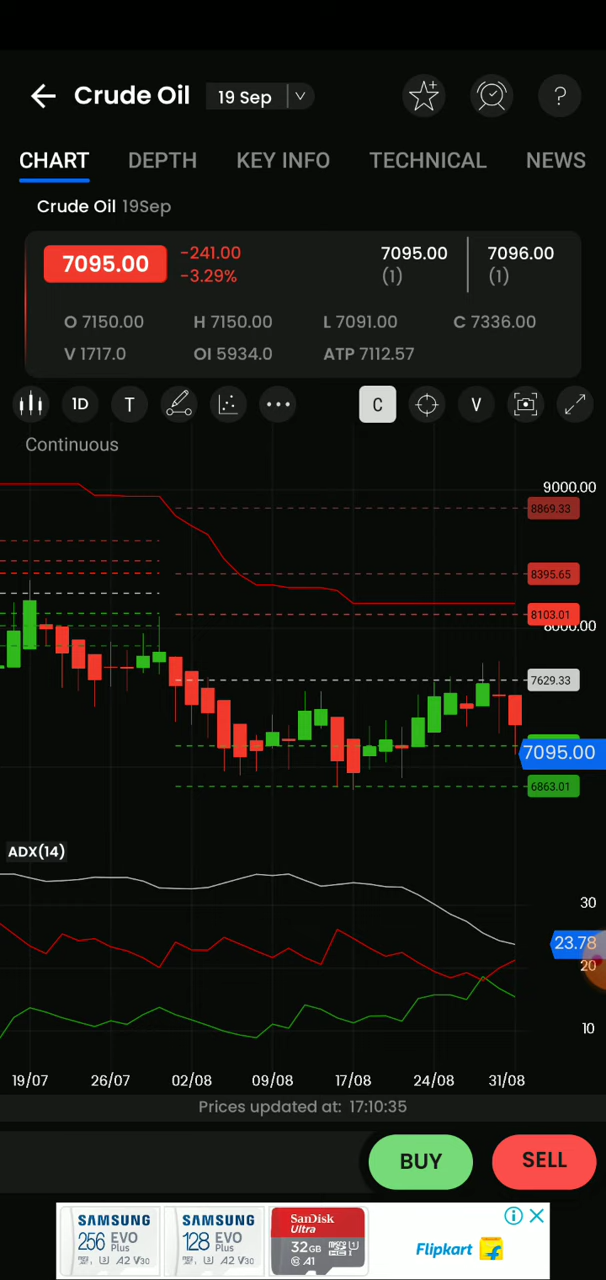 Crude Oil 19 Sep
CHART DEPTH KEY INFO TECHNICAL NEWS
Crude Oil 19Sep
7095.00 -241.00 7095.00 7096.00
-3.29% (1) (1)
O 7150.00 H 7150.00 L 7091.00 C 7336.00
V 1717.0 OI 5934.0 ATP 7112.57
1D T C V
Continuous
9000.00
8869.33
8395.65
8103.01
8000.00
7629.33
7095.00
6863.01
ADX(14)
30
23.78
20
10
19/07 26/07 02/08 09/08 17/08 24/08 31/08
Prices updated at: 17:10:35
BUY SELL
SAMSUNG SAMSUNG SanDisk
Ultra
256 EVO Plus 128 EVO Plus 32GB
A2 V30 A2 V30 A1
Flipkart